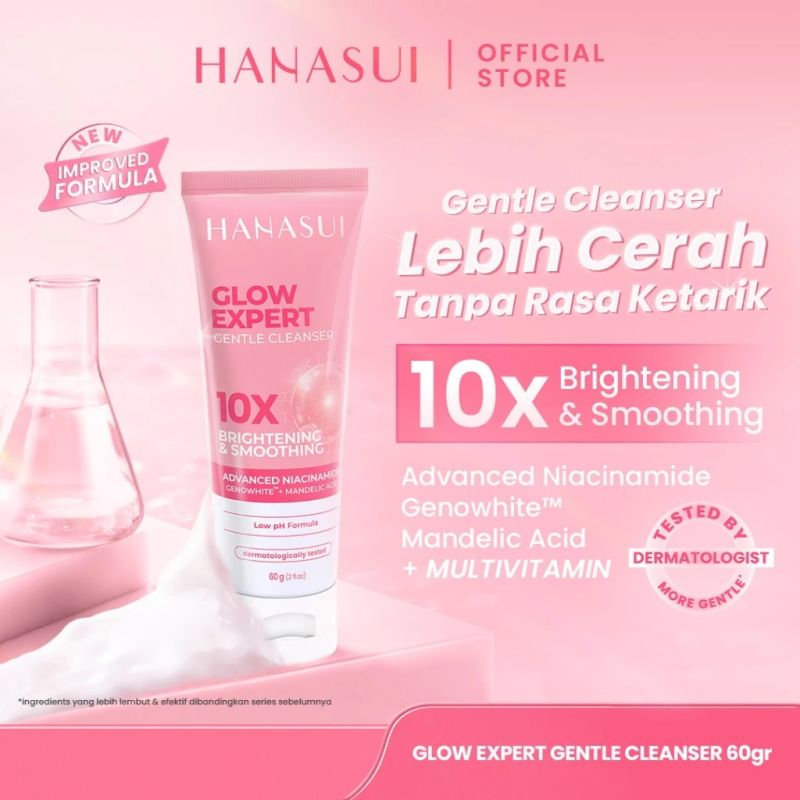 HANASUI
OFFICIAL
STORE
NEW
IMPROVED
FORMULA
HANASUI
GLOW
EXPERT
GENTLE CLEANSER
10X
BRIGHTENING
& SMOOTHING
ADVANCED NIACINAMIDE
GENOWHITE™ + MANDELIC ACID
Low pH Formula
dermatologically tested
60 g (2 fl.oz)
Gentle Cleanser
Lebih Cerah
Tanpa Rasa Ketarik
10x
Brightening
& Smoothing
Advanced Niacinamide
Genowhite™
Mandelic Acid
+ MULTIVITAMIN
TESTED BY
DERMATOLOGIST
MORE GENTLE*
*ingredients yang lebih lembut & efektif dibandingkan series sebelumnya
GLOW EXPERT GENTLE CLEANSER 60gr